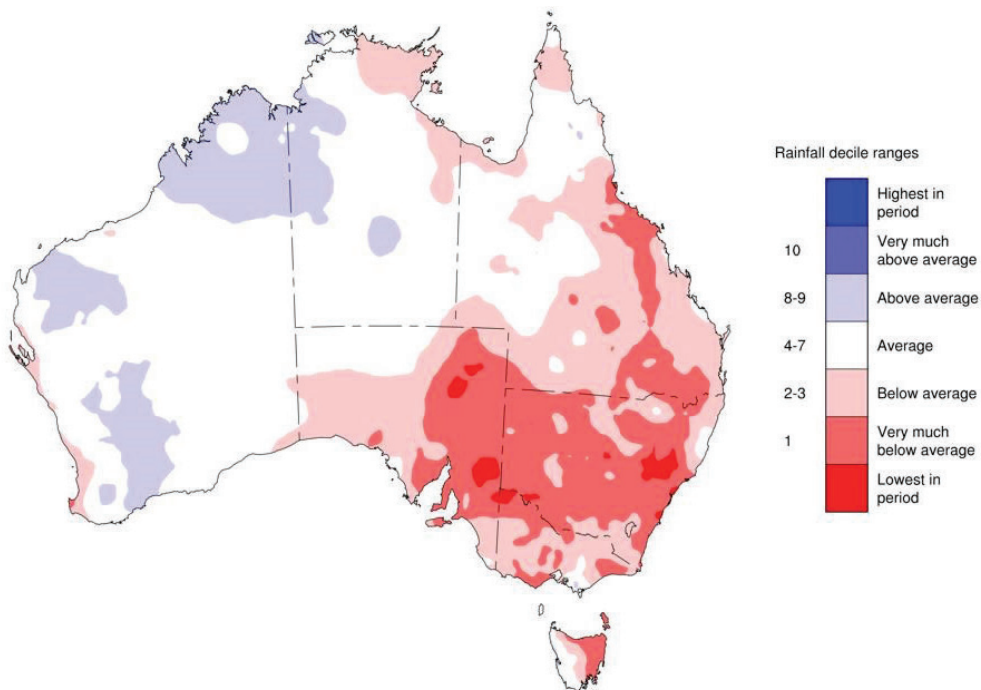 Rainfall decile ranges
Highest in
period
10
Very much
above average
8-9
Above average
4-7
Average
2-3
Below average
1
Very much
below average
Lowest in
period